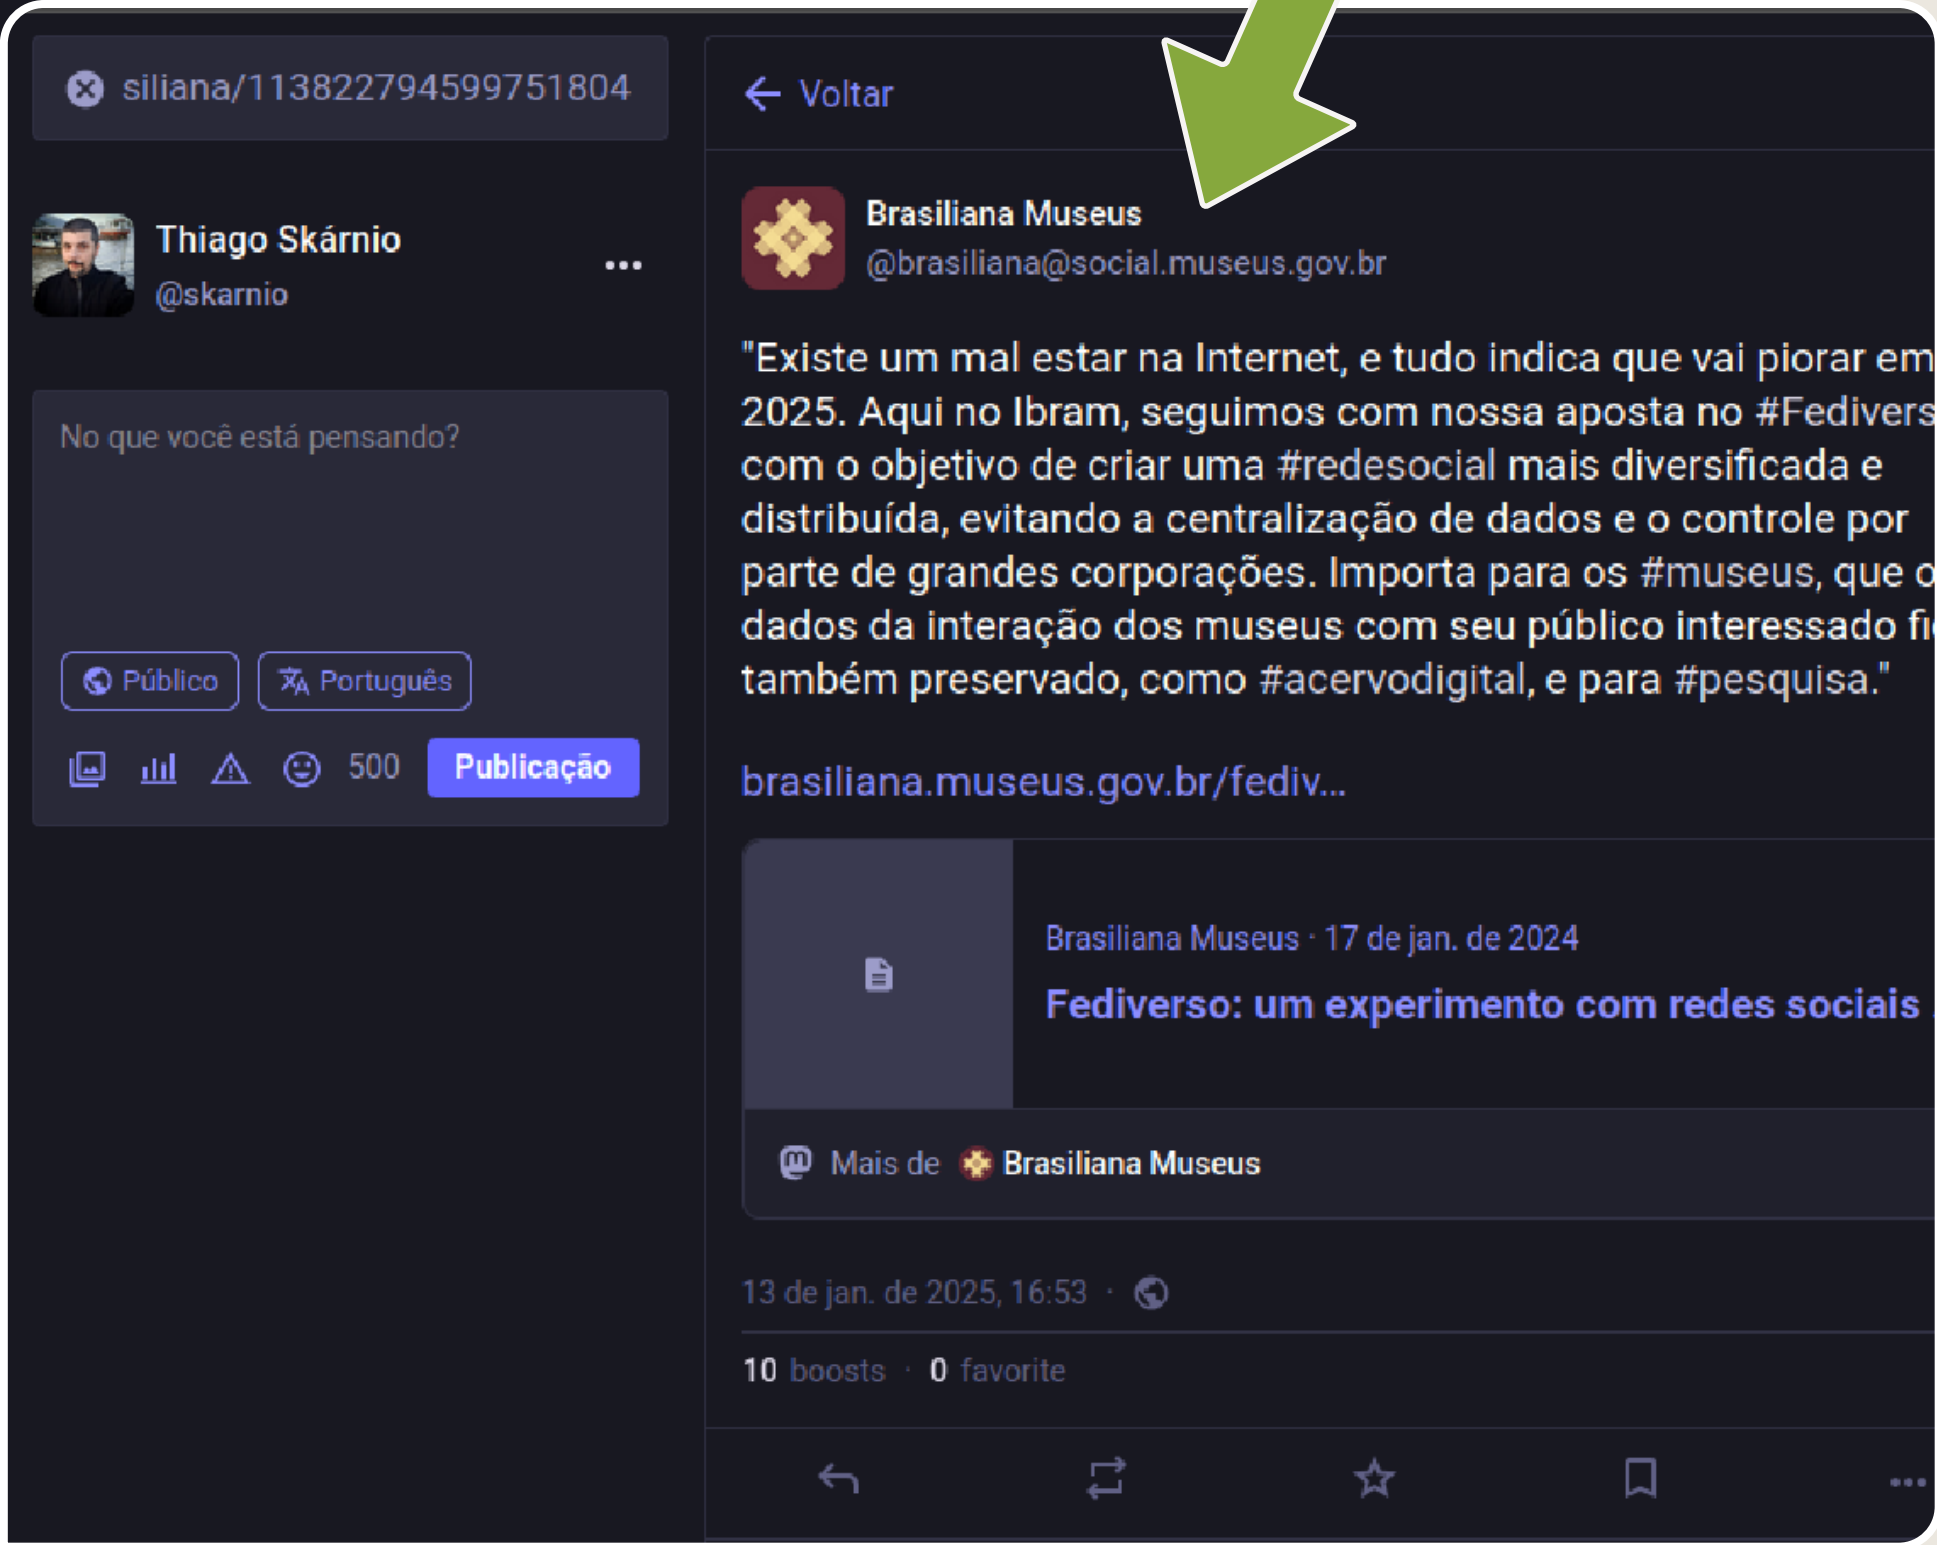 siliana/113822794599751804
Thiago Skárnio
@skarnio
No que você está pensando?
Público
Português
500
Publicação
Voltar
Brasiliana Museus
@brasiliana@social.museus.gov.br
"Existe um mal estar na Internet, e tudo indica que vai piorar em
2025. Aqui no Ibram, seguimos com nossa aposta no #Fedivers
com o objetivo de criar uma #redesocial mais diversificada e
distribuída, evitando a centralização de dados e o controle por
parte de grandes corporações. Importa para os #museus, que o
dados da interação dos museus com seu público interessado fi
também preservado, como #acervodigital, e para #pesquisa."
brasiliana.museus.gov.br/fediv...
Brasiliana Museus · 17 de jan. de 2024
Fediverso: um experimento com redes sociais
Mais de Brasiliana Museus
13 de jan. de 2025, 16:53 ·
10 boosts · 0 favorite